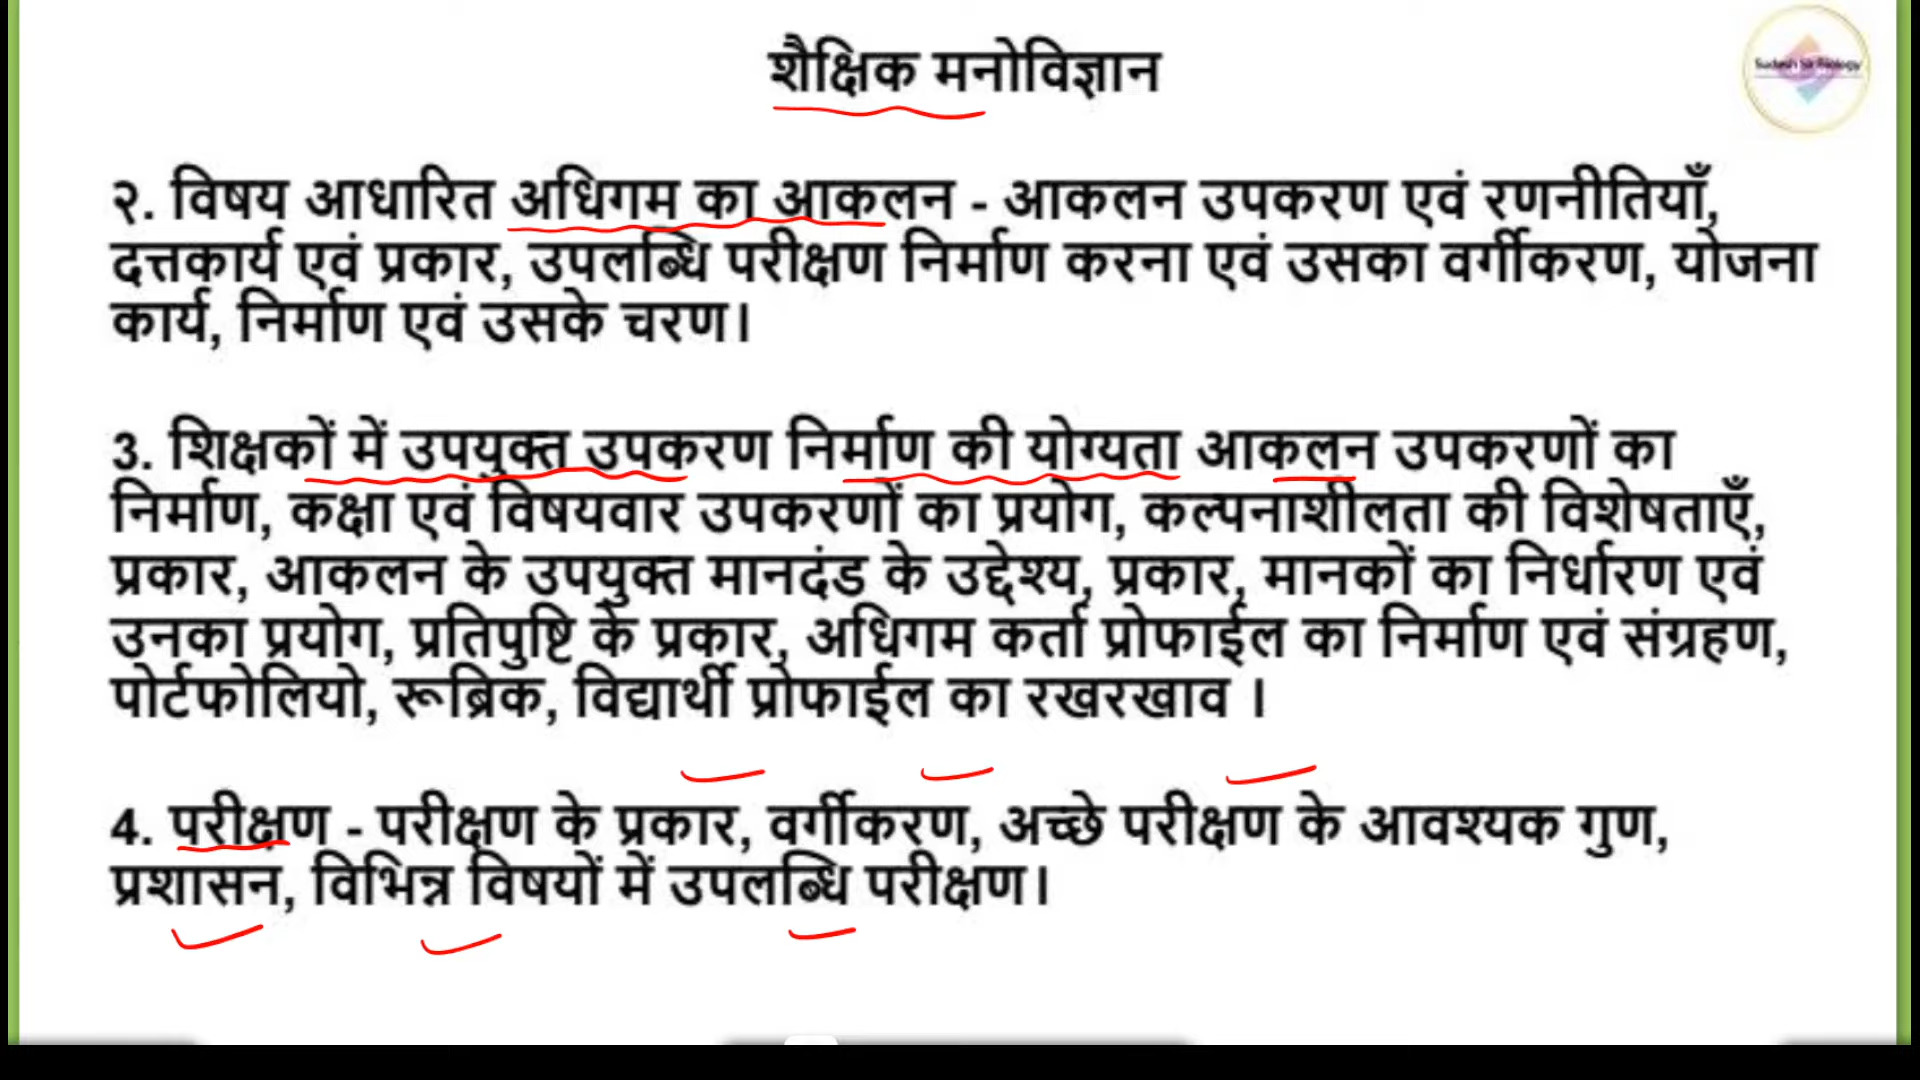 शैक्षिक मनोविज्ञान
Sudesh Sir Biology
२. विषय आधारित अधिगम का आकलन - आकलन उपकरण एवं रणनीतियाँ,
दत्तकार्य एवं प्रकार, उपलब्धि परीक्षण निर्माण करना एवं उसका वर्गीकरण, योजना
कार्य, निर्माण एवं उसके चरण।
3. शिक्षकों में उपयुक्त उपकरण निर्माण की योग्यता आकलन उपकरणों का
निर्माण, कक्षा एवं विषयवार उपकरणों का प्रयोग, कल्पनाशीलता की विशेषताएँ,
प्रकार, आकलन के उपयुक्त मानदंड के उद्देश्य, प्रकार, मानकों का निर्धारण एवं
उनका प्रयोग, प्रतिपुष्टि के प्रकार, अधिगम कर्ता प्रोफाईल का निर्माण एवं संग्रहण,
पोर्टफोलियो, रूब्रिक, विद्यार्थी प्रोफाईल का रखरखाव ।
4. परीक्षण - परीक्षण के प्रकार, वर्गीकरण, अच्छे परीक्षण के आवश्यक गुण,
प्रशासन, विभिन्न विषयों में उपलब्धि परीक्षण।